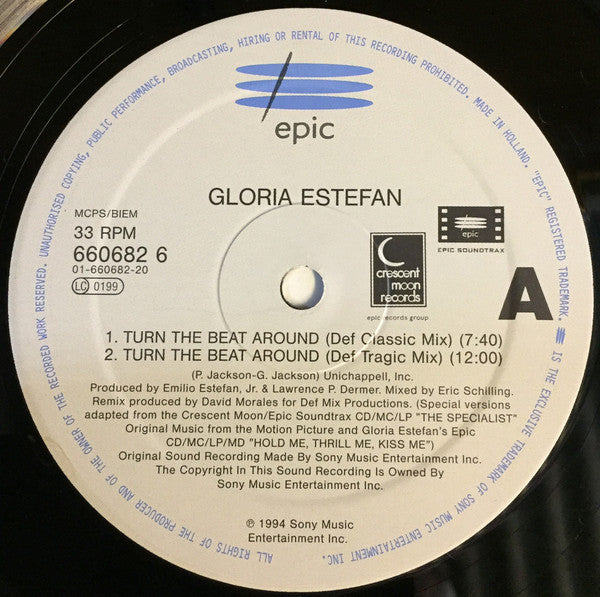 epic
GLORIA ESTEFAN
MCPS/BIEM
33 RPM
660682 6
01-660682-20
LC 0199
crescent
moon
records
epic records group
epic
EPIC SOUNDTRAX
A
1. TURN THE BEAT AROUND (Def Classic Mix) (7:40)
2. TURN THE BEAT AROUND (Def Tragic Mix) (12:00)
(P. Jackson-G. Jackson) Unichappell, Inc.
Produced by Emilio Estefan, Jr. & Lawrence P. Dermer. Mixed by Eric Schilling.
Remix produced by David Morales for Def Mix Productions. (Special versions
adapted from the Crescent Moon/Epic Soundtrax CD/MC/LP "THE SPECIALIST"
Original Music from the Motion Picture and Gloria Estefan's Epic
CD/MC/LP/MD "HOLD ME, THRILL ME, KISS ME")
Original Sound Recording Made By Sony Music Entertainment Inc.
The Copyright In This Sound Recording Is Owned By
Sony Music Entertainment Inc.
℗ 1994 Sony Music
Entertainment Inc.
ALL RIGHTS OF THE PRODUCER AND OF THE OWNER OF THE RECORDED WORK RESERVED. UNAUTHORISED COPYING, PUBLIC PERFORMANCE, BROADCASTING, HIRING OR RENTAL OF THIS RECORDING PROHIBITED. MADE IN HOLLAND. "EPIC" REGISTERED TRADEMARK. IS THE EXCLUSIVE TRADEMARK OF SONY MUSIC ENTERTAINMENT INC.